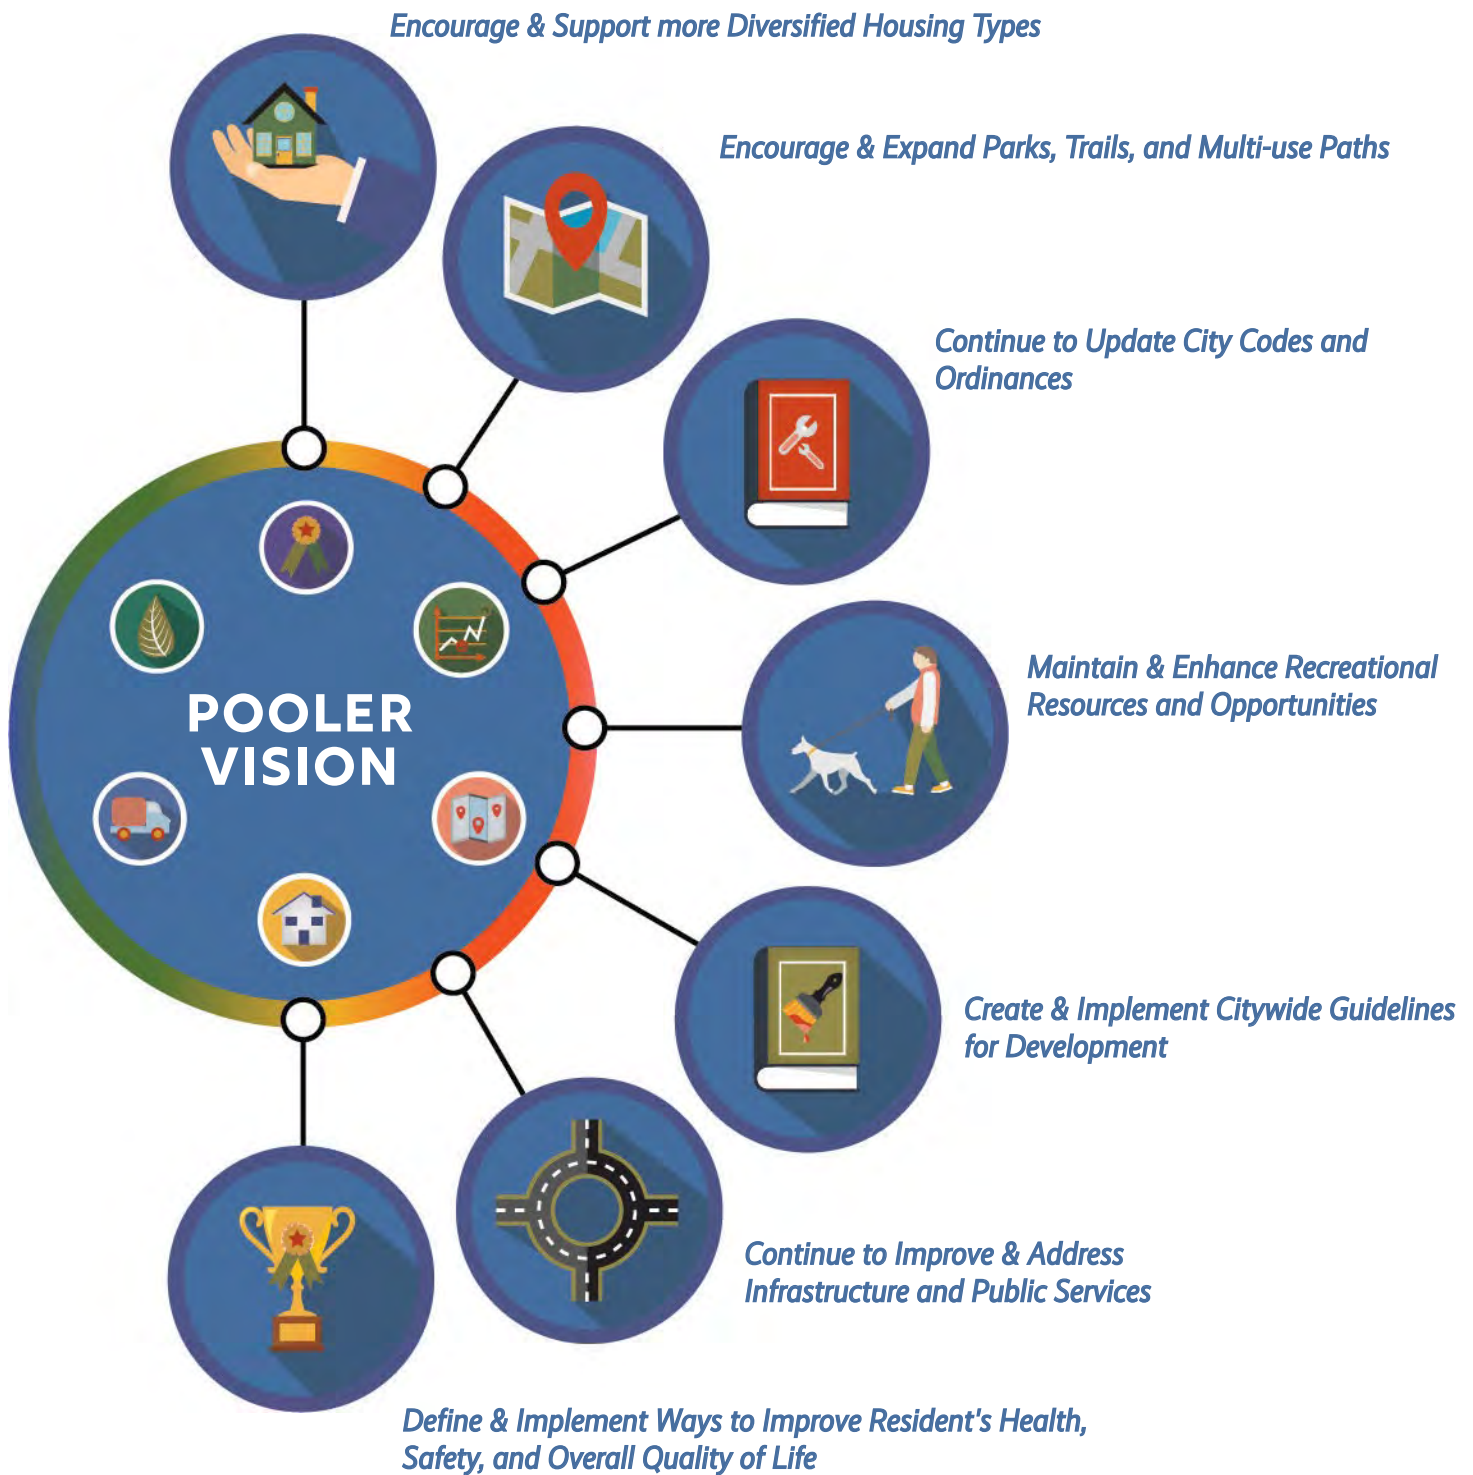 Encourage & Support more Diversified Housing Types
Encourage & Expand Parks, Trails, and Multi-use Paths
Continue to Update City Codes and
Ordinances
Maintain & Enhance Recreational
Resources and Opportunities
POOLER
VISION
Create & Implement Citywide Guidelines
for Development
Continue to Improve & Address
Infrastructure and Public Services
Define & Implement Ways to Improve Resident's Health,
Safety, and Overall Quality of Life